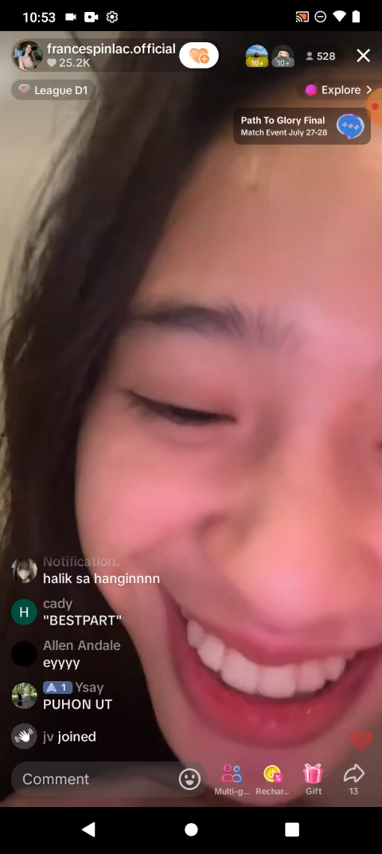 10:53
francespinlac.official
25.2K
10+
10+
528
League D1
Explore
Path To Glory Final
Match Event July 27-28
Notification.
halik sa hanginnnn
H
cady
"BESTPART"
Allen Andale
eyyyy
1 Ysay
PUHON UT
jv joined
Comment
Multi-g...
Rechar...
Gift
13